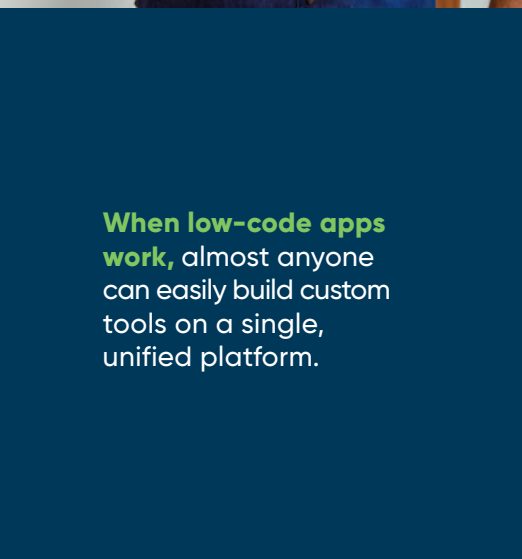 When low-code apps
work, almost anyone
can easily build custom
tools on a single,
unified platform.